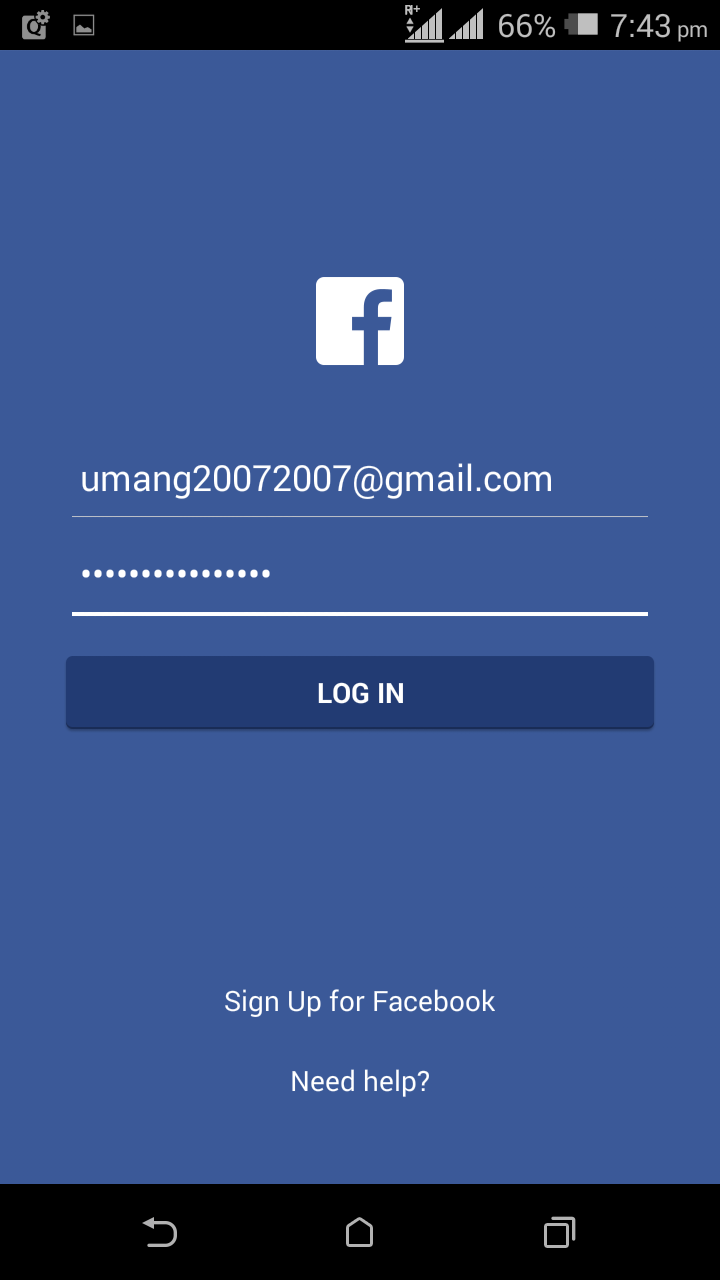 R+ 66% 7:43 pm
f
umang20072007@gmail.com
•••••••••••••••• 
LOG IN
Sign Up for Facebook
Need help?